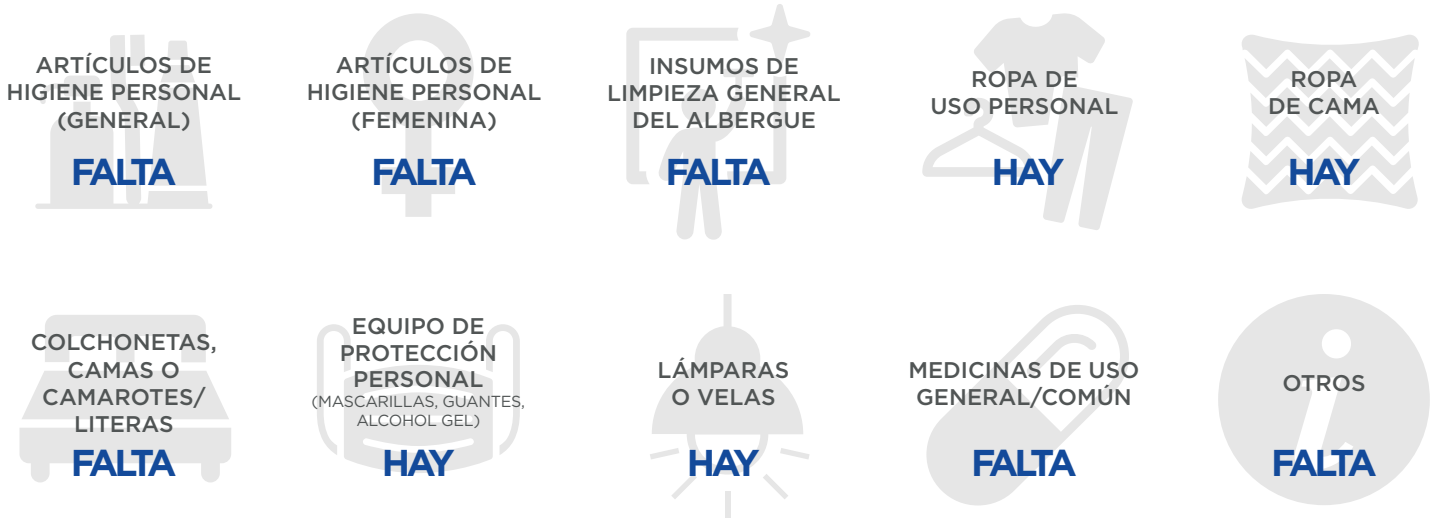 ARTÍCULOS DE
HIGIENE PERSONAL
(GENERAL)
FALTA
ARTÍCULOS DE
HIGIENE PERSONAL
(FEMENINA)
FALTA
INSUMOS DE
LIMPIEZA GENERAL
DEL ALBERGUE
FALTA
ROPA DE
USO PERSONAL
HAY
ROPA
DE CAMA
HAY
COLCHONETAS,
CAMAS O
CAMAROTES/
LITERAS
FALTA
EQUIPO DE
PROTECCIÓN
PERSONAL
(MASCARILLAS, GUANTES,
ALCOHOL GEL)
HAY
LÁMPARAS
O VELAS
HAY
MEDICINAS DE USO
GENERAL/COMÚN
FALTA
OTROS
FALTA